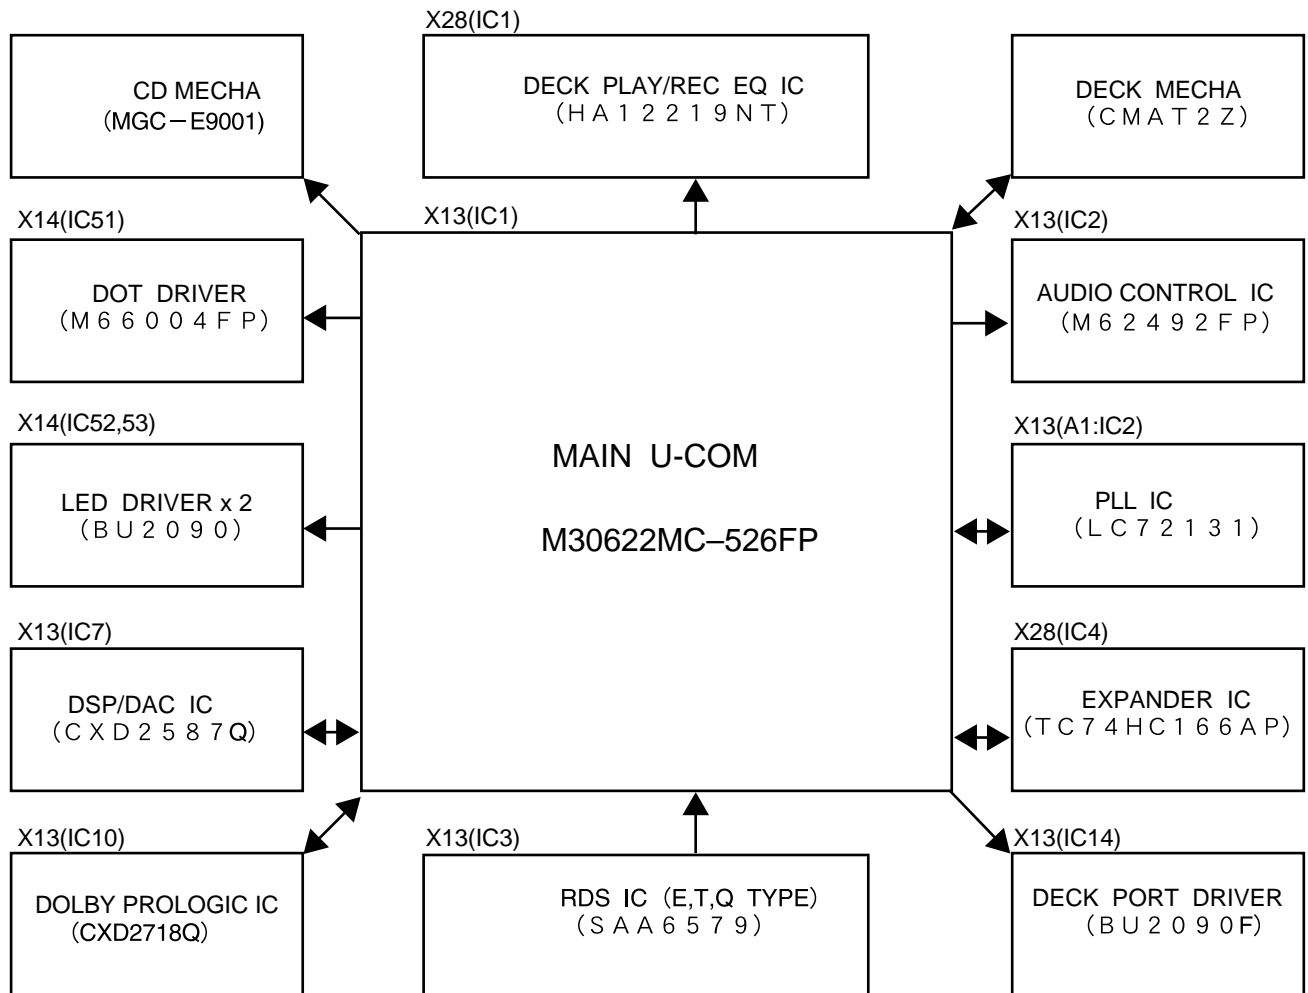 X28(IC1)
CD MECHA
(MGC－E9001)
DECK PLAY/REC EQ IC
(HA12219NT)
DECK MECHA
(CMAT2Z)
X14(IC51)
X13(IC1)
X13(IC2)
DOT DRIVER
(M66004FP)
AUDIO CONTROL IC
(M62492FP)
X14(IC52,53)
X13(A1:IC2)
MAIN U-COM
M30622MC–526FP
LED DRIVER x 2
(BU2090)
PLL IC
(LC72131)
X13(IC7)
X28(IC4)
DSP/DAC IC
(CXD2587Q)
EXPANDER IC
(TC74HC166AP)
X13(IC10)
X13(IC3)
X13(IC14)
DOLBY PROLOGIC IC
(CXD2718Q)
RDS IC (E,T,Q TYPE)
(SAA6579)
DECK PORT DRIVER
(BU2090F)